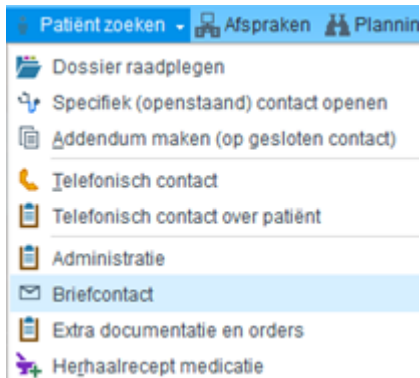 Patiënt zoeken Afspraken Plannin
Dossier raadplegen
Specifiek (openstaand) contact openen
Addendum maken (op gesloten contact)
Telefonisch contact
Telefonisch contact over patiënt
Administratie
Briefcontact
Extra documentatie en orders
Herhaalrecept medicatie